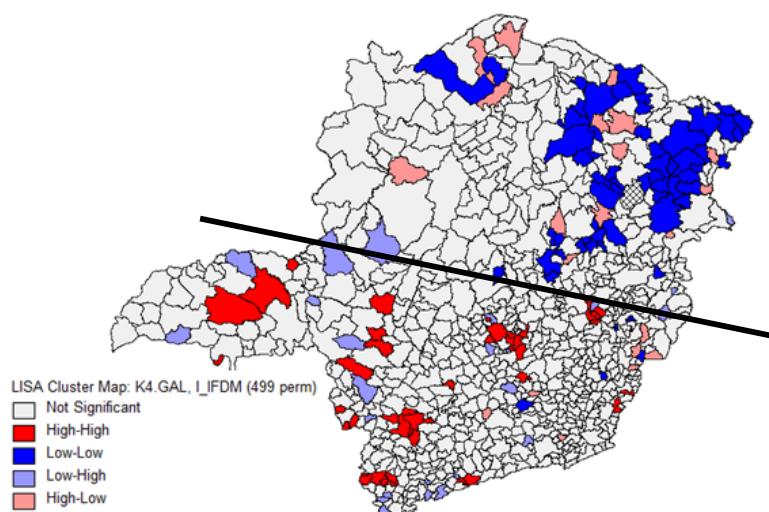 LISA Cluster Map: K4.GAL, I_IFDM (499 perm)
Not Significant
High-High
Low-Low
Low-High
High-Low